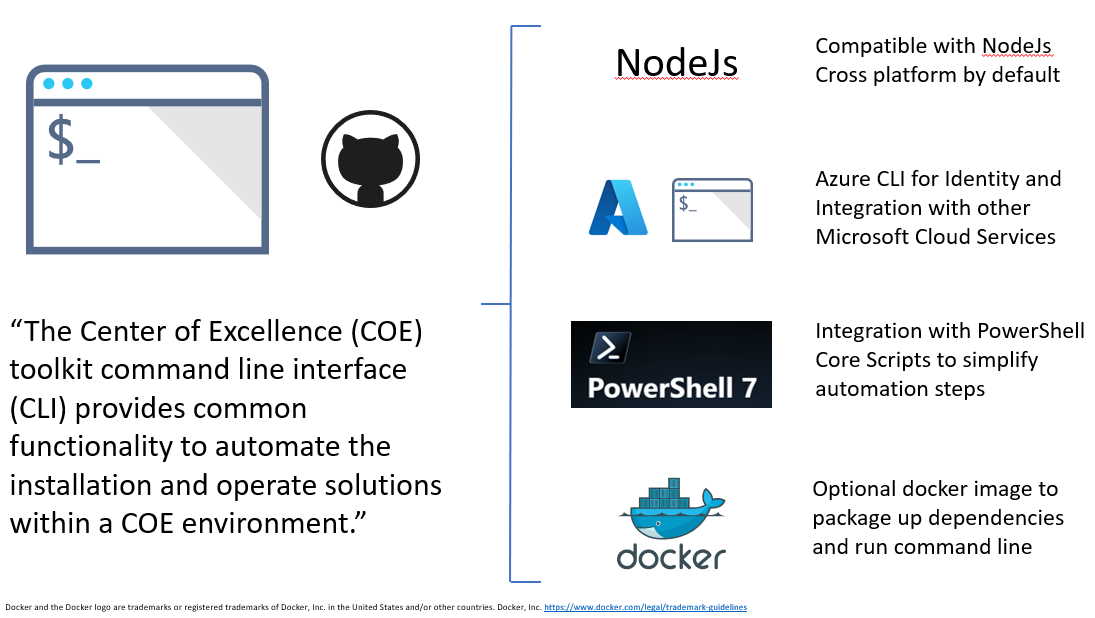 $_
“The Center of Excellence (COE)
toolkit command line interface
(CLI) provides common
functionality to automate the
installation and operate solutions
within a COE environment.”
NodeJs
Compatible with NodeJs
Cross platform by default
$_
Azure CLI for Identity and
Integration with other
Microsoft Cloud Services
PowerShell 7
Integration with PowerShell
Core Scripts to simplify
automation steps
docker
Optional docker image to
package up dependencies
and run command line
Docker and the Docker logo are trademarks or registered trademarks of Docker, Inc. in the United States and/or other countries. Docker, Inc. https://www.docker.com/legal/trademark-guidelines